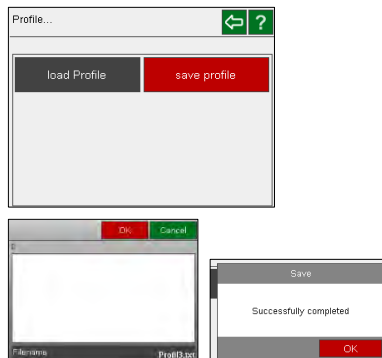 Profile...
?
load Profile
save profile
OK
Cancel
Filename
Profil3.txt
Save
Successfully completed
OK